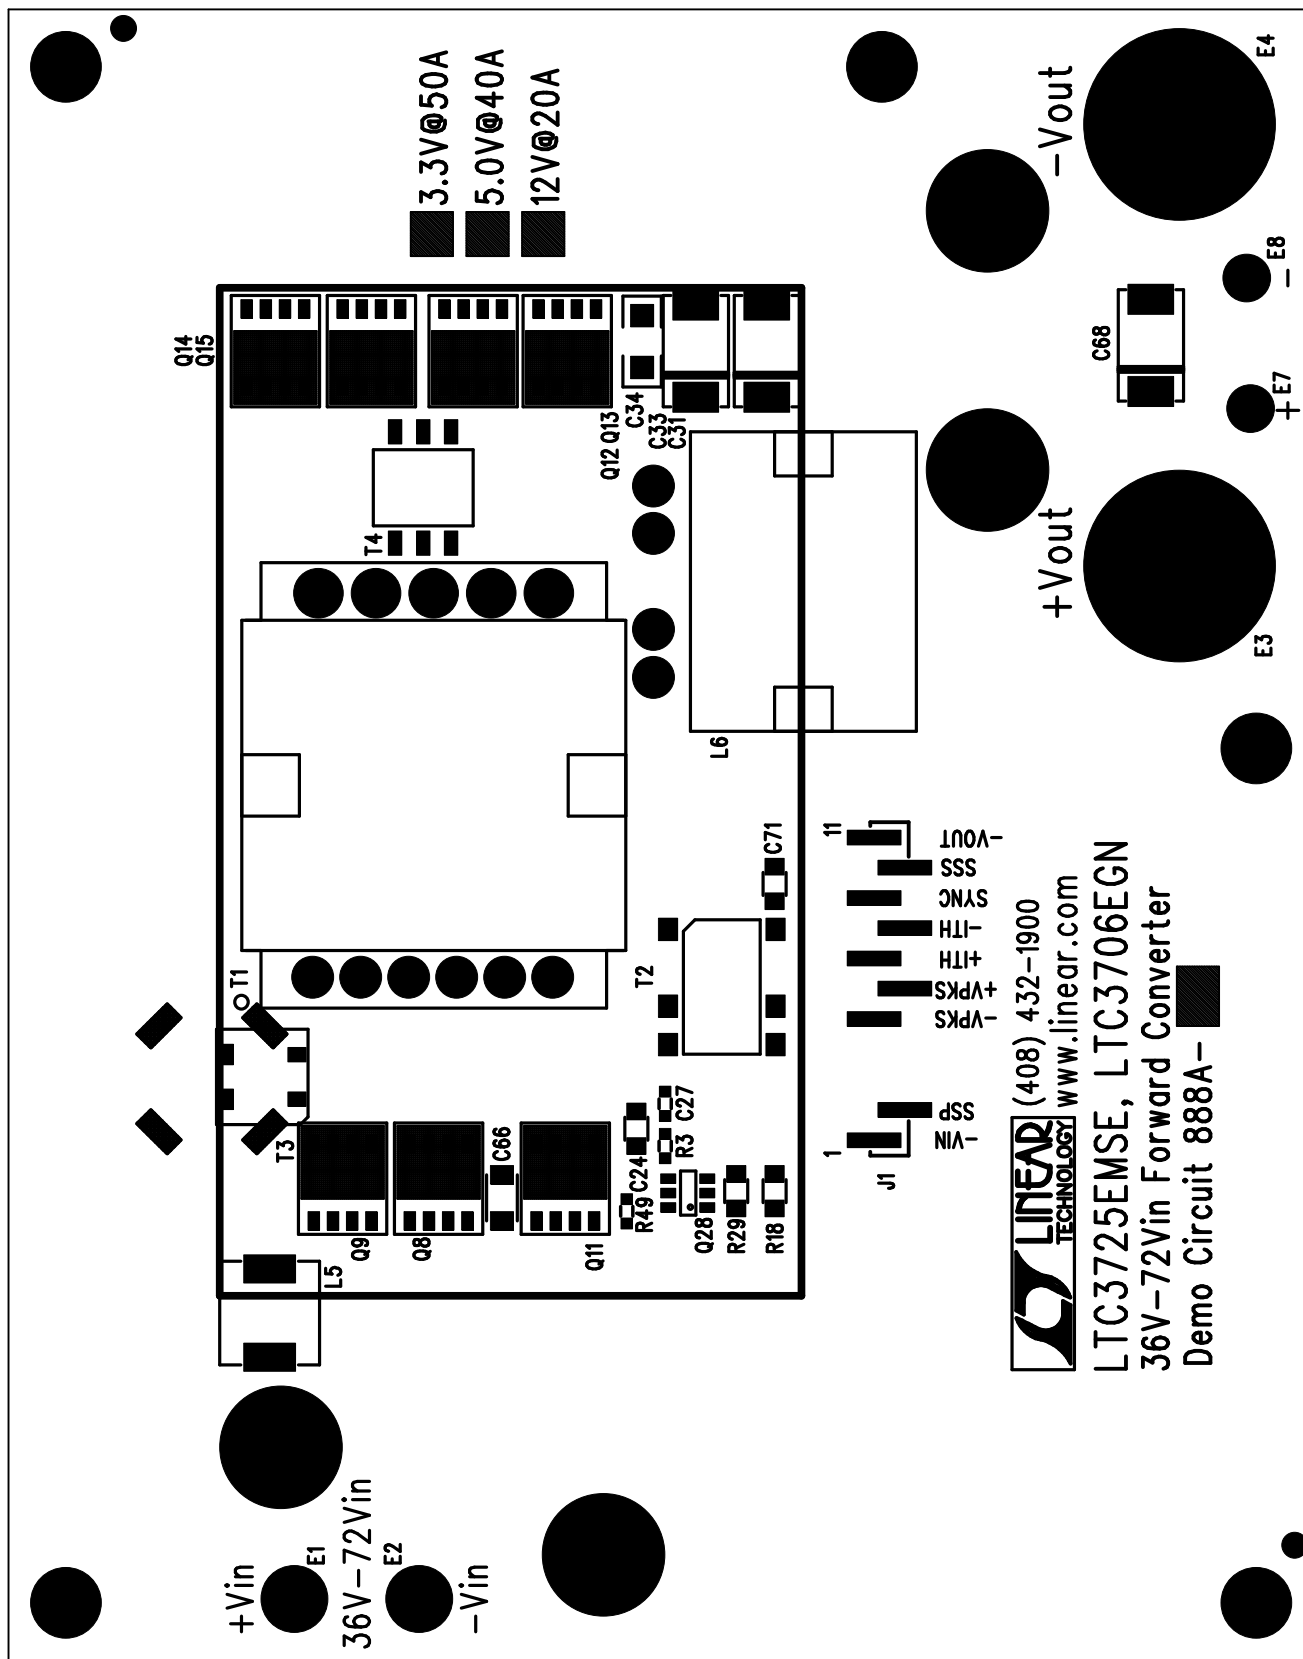 3.3V@50A
5.0V@40A
12V@20A
-Vout
E4
E8
-
C68
E7
+
+Vout
E3
Q14
Q15
Q12 Q13
C34
C33
C31
T4
L6
T1
T2
C71
T3
C66
C24
C27
R3
R49
Q28
R29
R18
Q9
Q8
Q11
L5
11
-VOUT
SSS
SYNC
-ITH
+ITH
+VPKS
-VPKS
SSP
-VIN
1
J1
LINEAR
TECHNOLOGY
(408) 432-1900
www.linear.com
LTC3725EMSE, LTC3706EGN
36V-72Vin Forward Converter
Demo Circuit 888A-
+Vin
E1
36V-72Vin
E2
-Vin